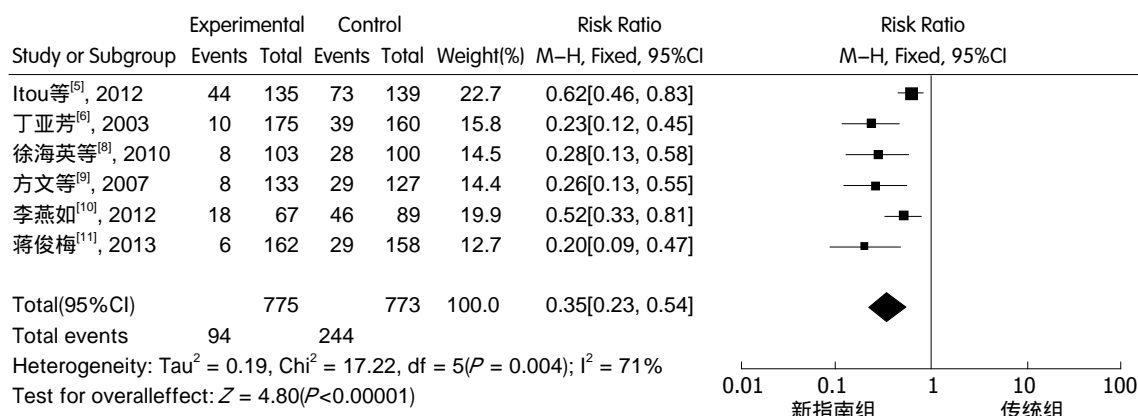 Experimental Control Risk Ratio Risk Ratio
Study or Subgroup Events Total Events Total Weight(%) M–H, Fixed, 95%CI M–H, Fixed, 95%CI
Itou等[5], 2012 44 135 73 139 22.7 0.62[0.46, 0.83]
丁亚芳[6], 2003 10 175 39 160 15.8 0.23[0.12, 0.45]
徐海英等[8], 2010 8 103 28 100 14.5 0.28[0.13, 0.58]
方文等[9], 2007 8 133 29 127 14.4 0.26[0.13, 0.55]
李燕如[10], 2012 18 67 46 89 19.9 0.52[0.33, 0.81]
蒋俊梅[11], 2013 6 162 29 158 12.7 0.20[0.09, 0.47]
Total(95%CI) 775 773 100.0 0.35[0.23, 0.54]
Total events 94 244
Heterogeneity: Tau2 = 0.19, Chi2 = 17.22, df = 5(P = 0.004); I2 = 71%
Test for overalleffect: Z = 4.80(P<0.00001)
0.01 0.1 1 10 100
新指南组 传统组